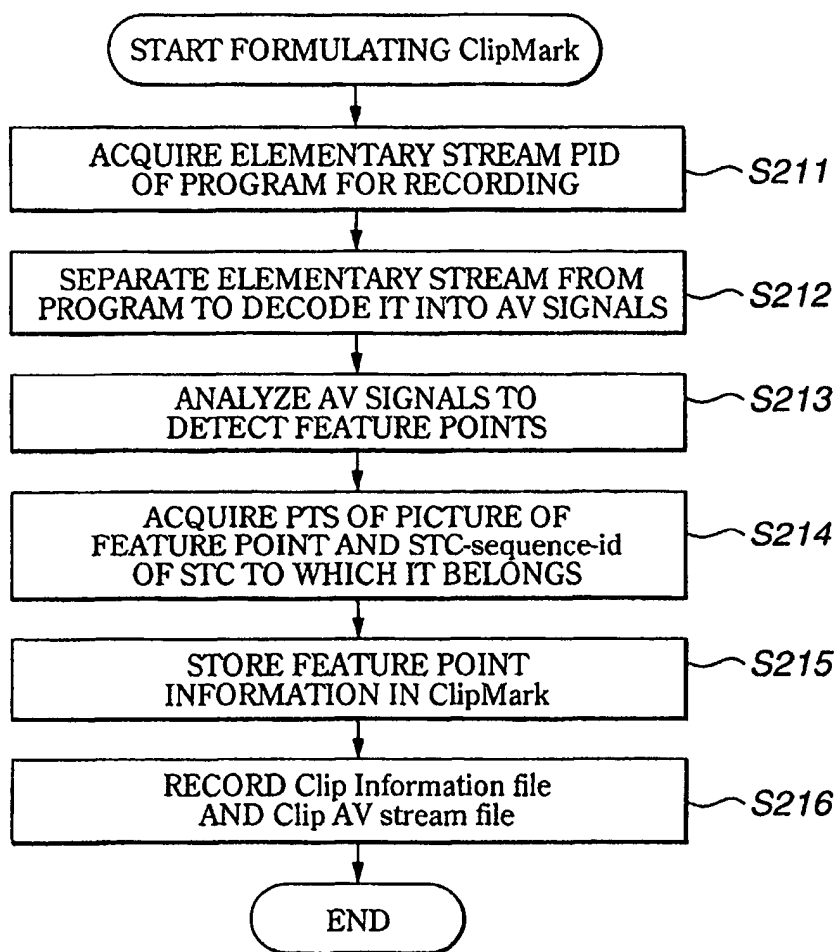 START FORMULATING ClipMark
ACQUIRE ELEMENTARY STREAM PID
OF PROGRAM FOR RECORDING
S211
SEPARATE ELEMENTARY STREAM FROM
PROGRAM TO DECODE IT INTO AV SIGNALS
S212
ANALYZE AV SIGNALS TO
DETECT FEATURE POINTS
S213
ACQUIRE PTS OF PICTURE OF
FEATURE POINT AND STC-sequence-id
OF STC TO WHICH IT BELONGS
S214
STORE FEATURE POINT
INFORMATION IN ClipMark
S215
RECORD Clip Information file
AND Clip AV stream file
S216
END